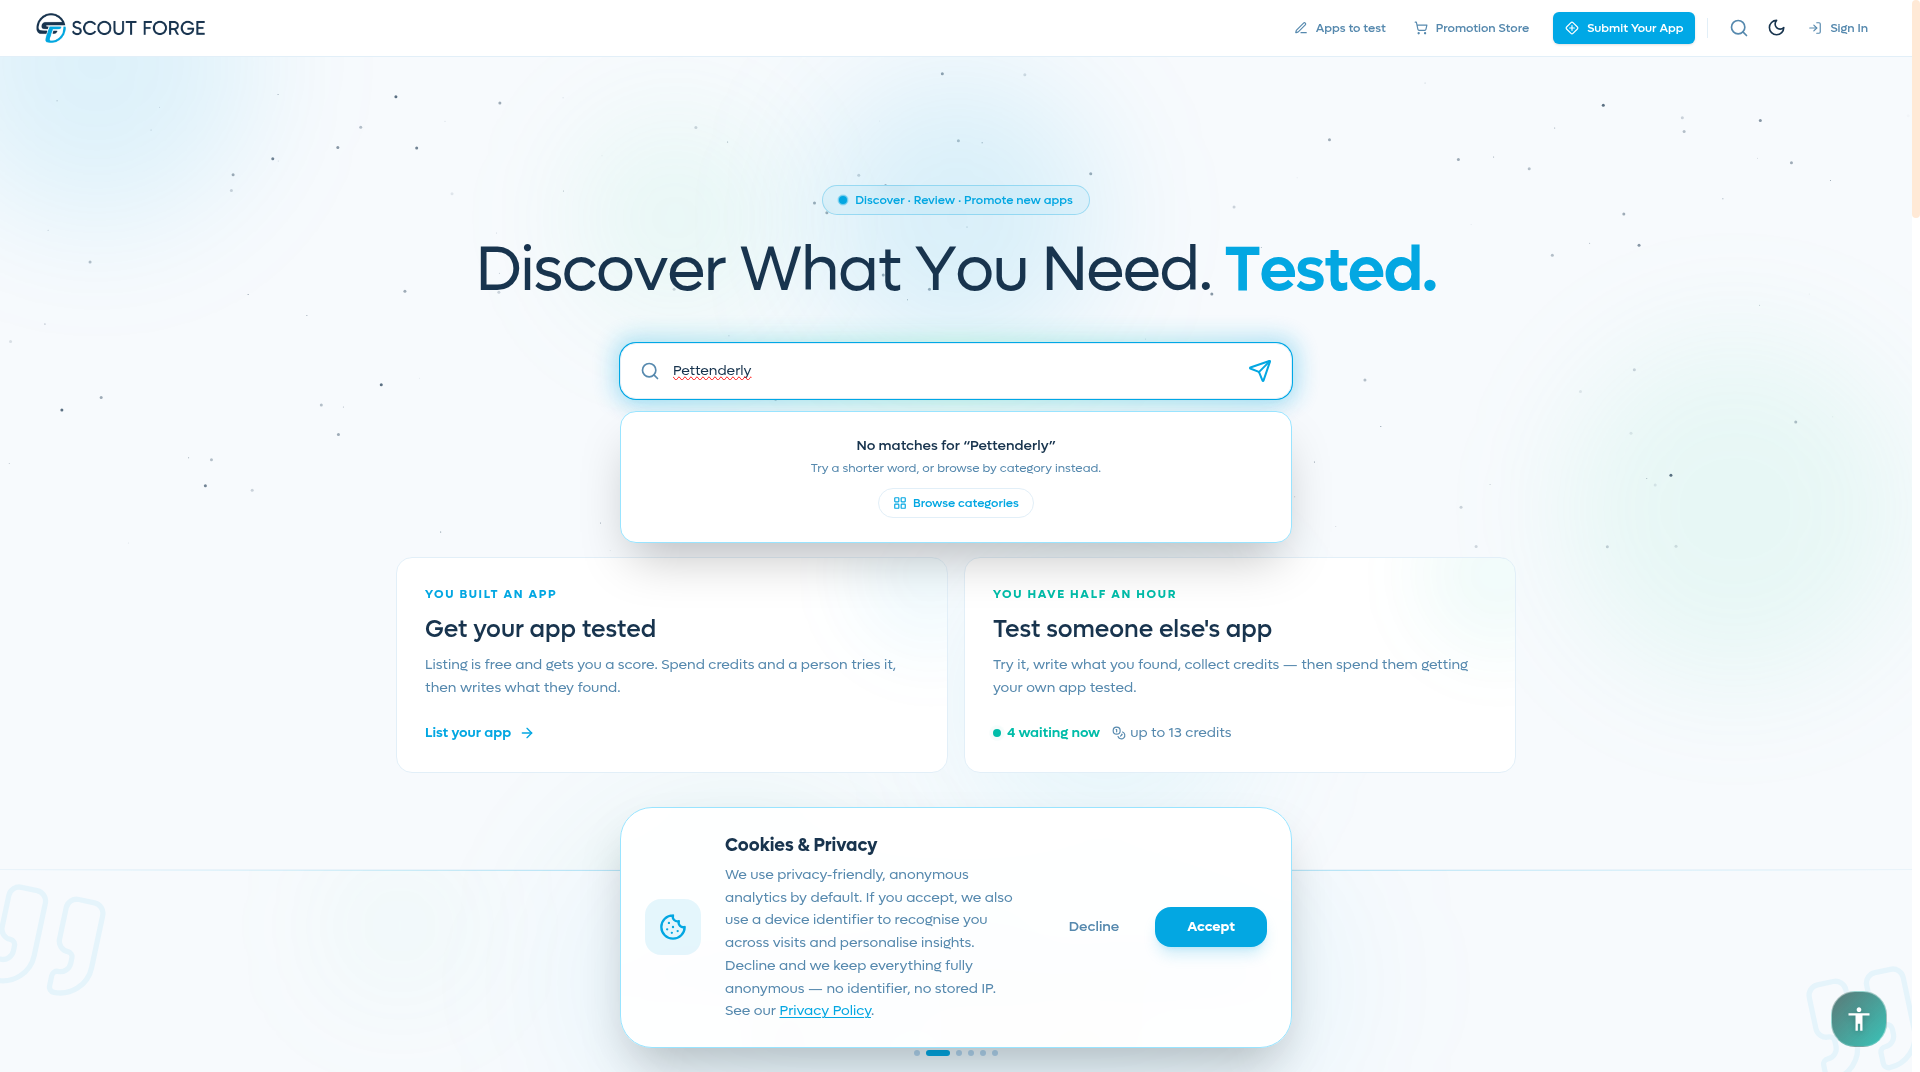 SCOUT FORGE
Apps to test
Promotion Store
Submit Your App
Sign In
Discover · Review · Promote new apps
Discover What You Need. Tested.
Pettenderly
No matches for “Pettenderly”
Try a shorter word, or browse by category instead.
Browse categories
YOU BUILT AN APP
Get your app tested
Listing is free and gets you a score. Spend credits and a person tries it,
then writes what they found.
List your app
YOU HAVE HALF AN HOUR
Test someone else's app
Try it, write what you found, collect credits — then spend them getting
your own app tested.
4 waiting now
up to 13 credits
Cookies & Privacy
We use privacy-friendly, anonymous
analytics by default. If you accept, we also
use a device identifier to recognise you
across visits and personalise insights.
Decline and we keep everything fully
anonymous — no identifier, no stored IP.
See our Privacy Policy.
Decline
Accept